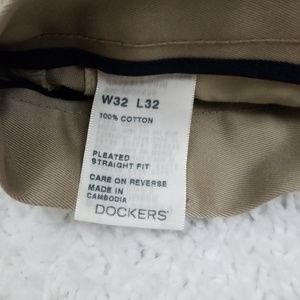 W32 L32
100% COTTON
PLEATED
STRAIGHT FIT
CARE ON REVERSE
MADE IN
CAMBODIA
DOCKERS®